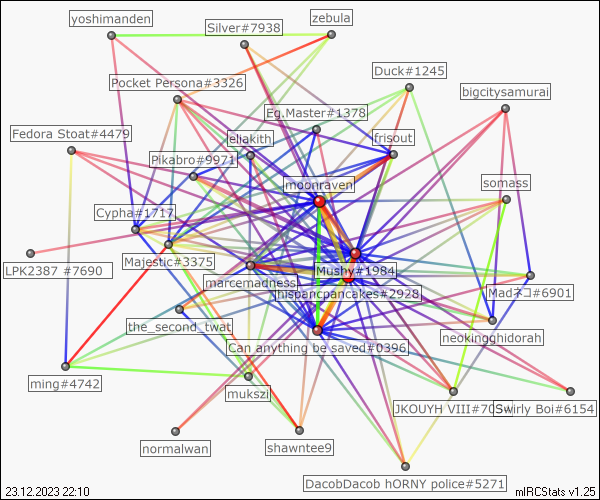 yoshimanden
Silver#7938
zebula
Pocket Persona#3326
Duck#1245
bigcitysamurai
Eg.Master#1378
Fedora Stoat#4479
eliakith
frisout
Pikabro#9971
moonraven
somass
Cypha#1717
Majestic#3375
LPK2387 #7690
marcemadness
Mushy#1984
hispanicpancakes#2928
Madネコ#6901
the_second_twat
neokingghidorah
Can anything be saved#0396
ming#4742
mukszi
JKOUYH VIII#70
Swirly Boi#6154
normalwan
shawntee9
DacobDacob hORNY police#5271
23.12.2023 22:10
mIRCStats v1.25